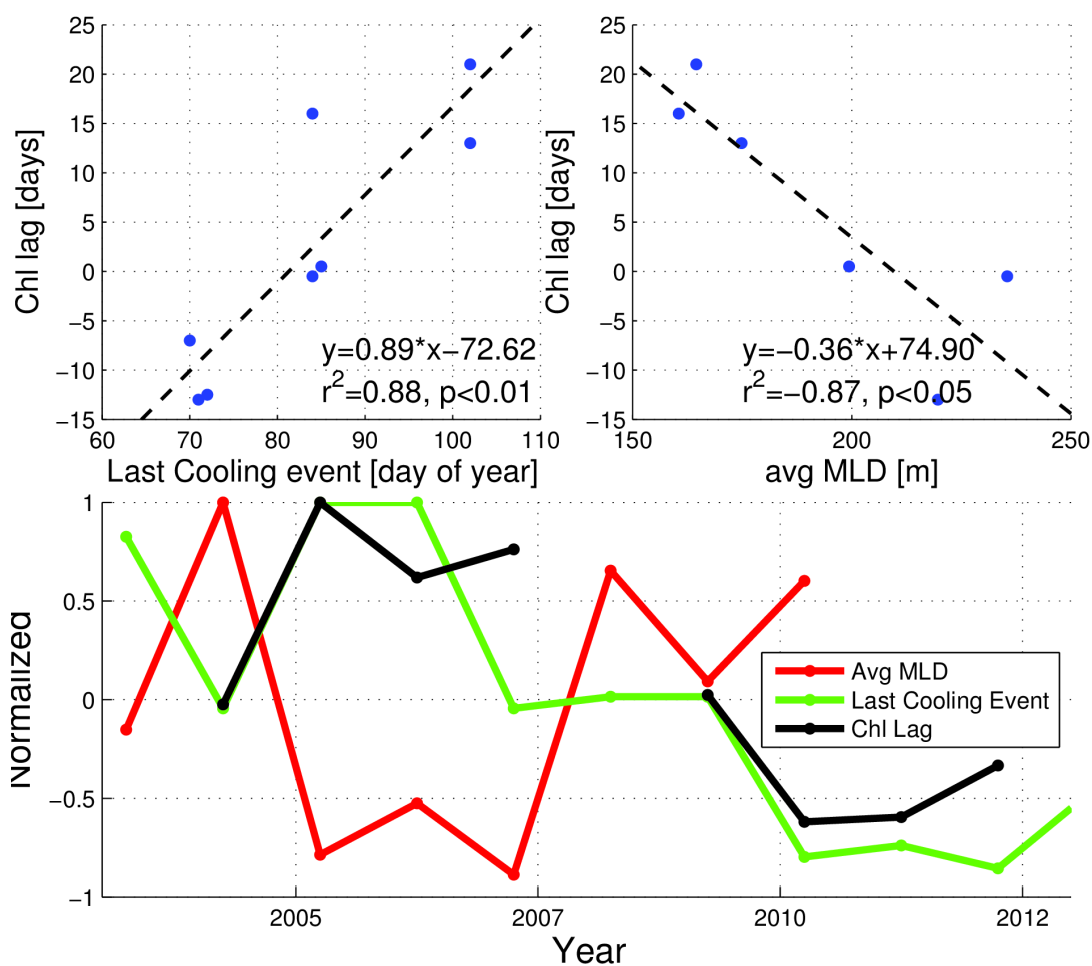 25
20
15
10
5
0
−5
−10
−15
60
70
80
90
100
110
Chl lag [days]
Last Cooling event [day of year]
y=0.89*x−72.62
r²=0.88, p<0.01
25
20
15
10
5
0
−5
−10
−15
150
200
250
Chl lag [days]
avg MLD [m]
y=−0.36*x+74.90
r²=−0.87, p<0.05
1
0.5
0
−0.5
−1
Normalized
2005
2007
2010
2012
Year
Avg MLD
Last Cooling Event
Chl Lag